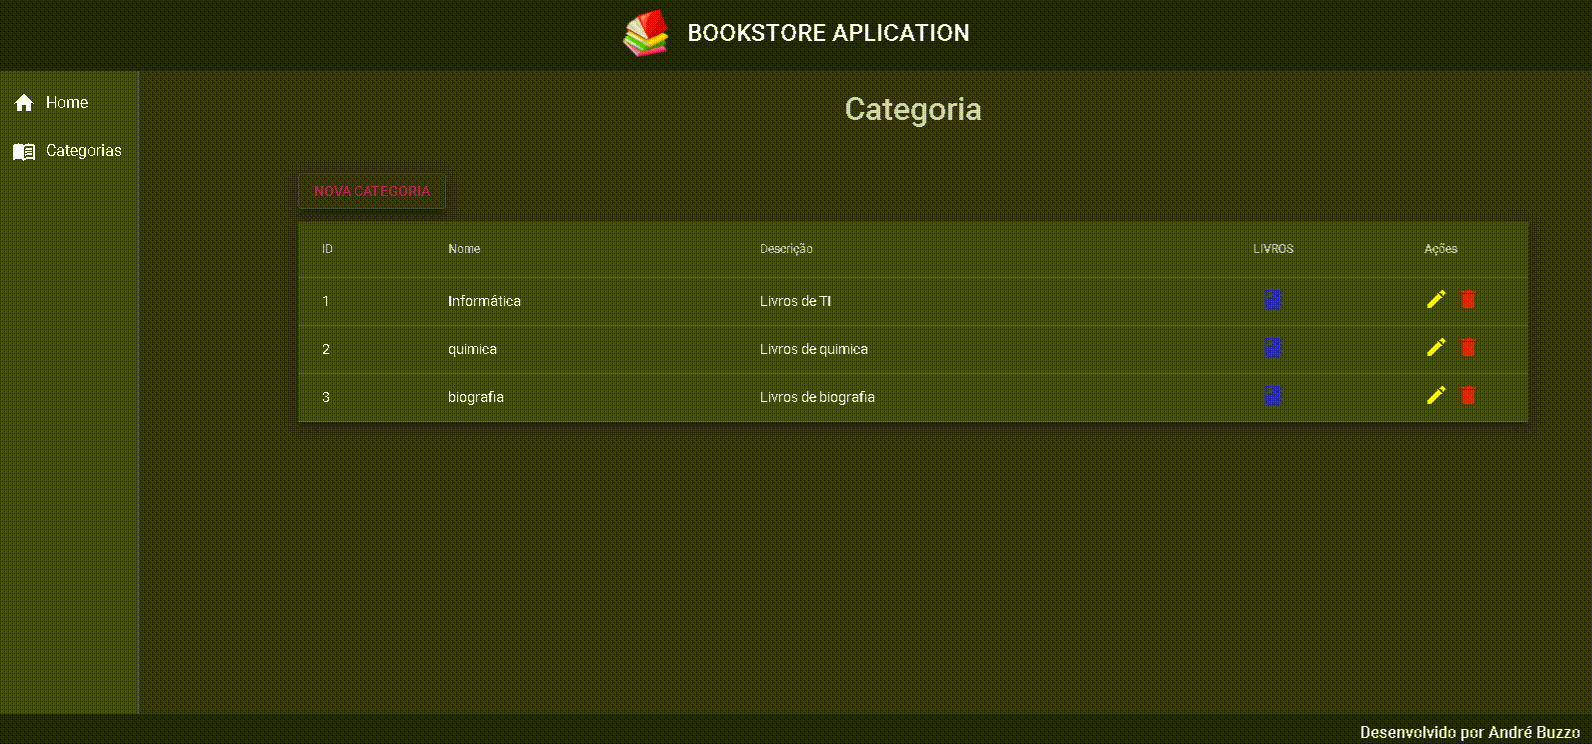 BOOKSTORE APLICATION
Home
Categorias
Categoria
NOVA CATEGORIA
ID Nome Descrição LIVROS Ações
1 Informática Livros de TI
2 quimica Livros de quimica
3 biografia Livros de biografia
Desenvolvido por André Buzzo